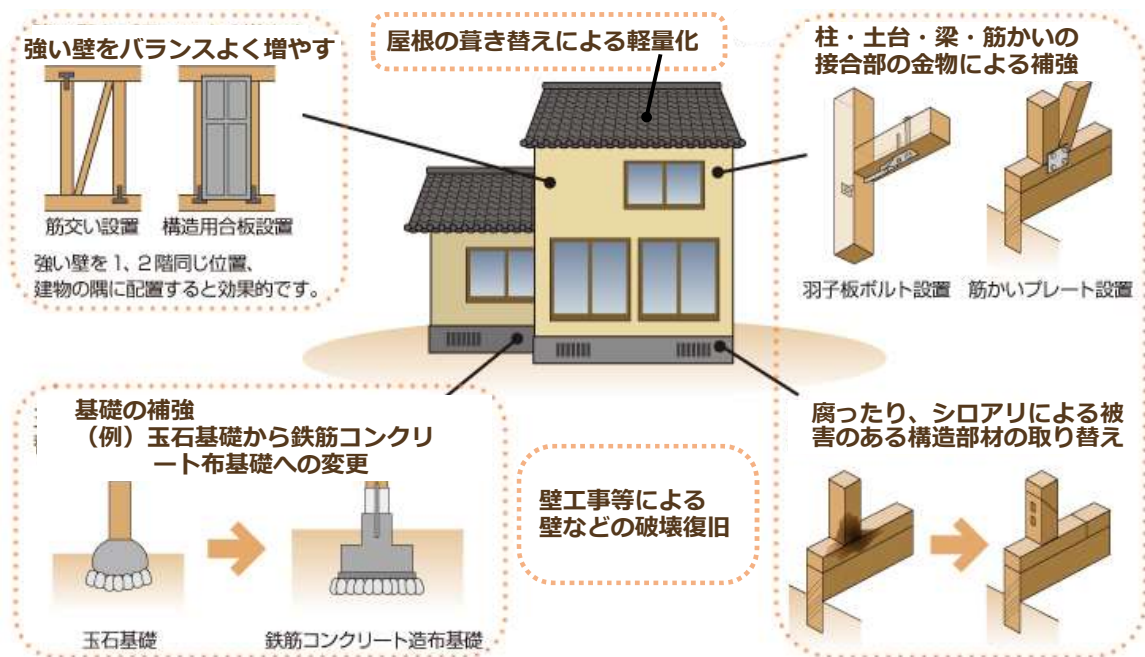 強い壁をバランスよく増やす
筋交い設置
構造用合板設置
強い壁を1、2階同じ位置、
建物の隅に配置すると効果的です。
屋根の葺き替えによる軽量化
柱・土台・梁・筋かいの
接合部の金物による補強
羽子板ボルト設置
筋かいプレート設置
基礎の補強
（例）玉石基礎から鉄筋コンクリ
ート布基礎への変更
玉石基礎
鉄筋コンクリート造布基礎
壁工事等による
壁などの破壊復旧
腐ったり、シロアリによる被
害のある構造部材の取り替え